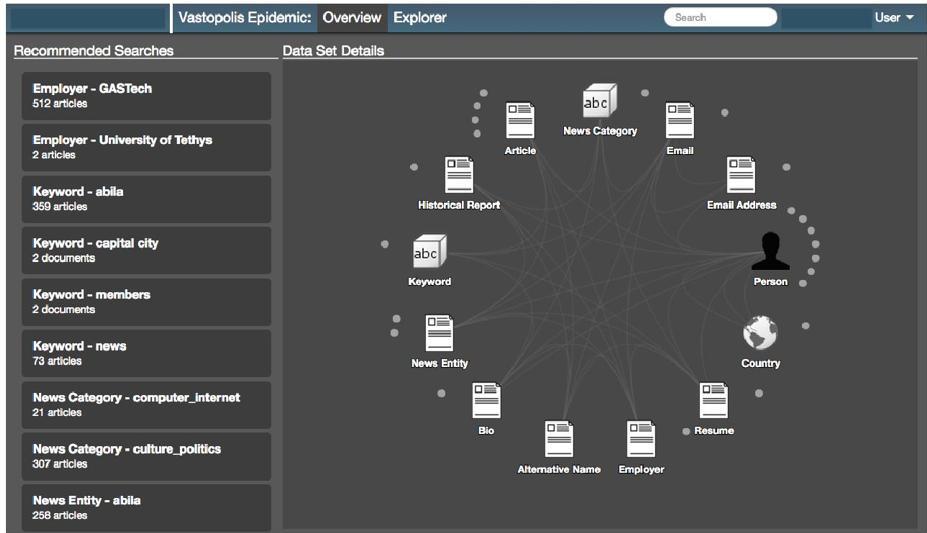 Vastopolis Epidemic: Overview Explorer Search User
Recommended Searches
Employer - GASTech
512 articles
Employer - University of Tethys
2 articles
Keyword - abila
359 articles
Keyword - capital city
2 documents
Keyword - members
2 documents
Keyword - news
73 articles
News Category - computer_internet
21 articles
News Category - culture_politics
307 articles
News Entity - abila
258 articles
Data Set Details
abc
News Category
Article
Email
Historical Report
Email Address
abc
Keyword
Person
News Entity
Country
Bio
Resume
Alternative Name
Employer